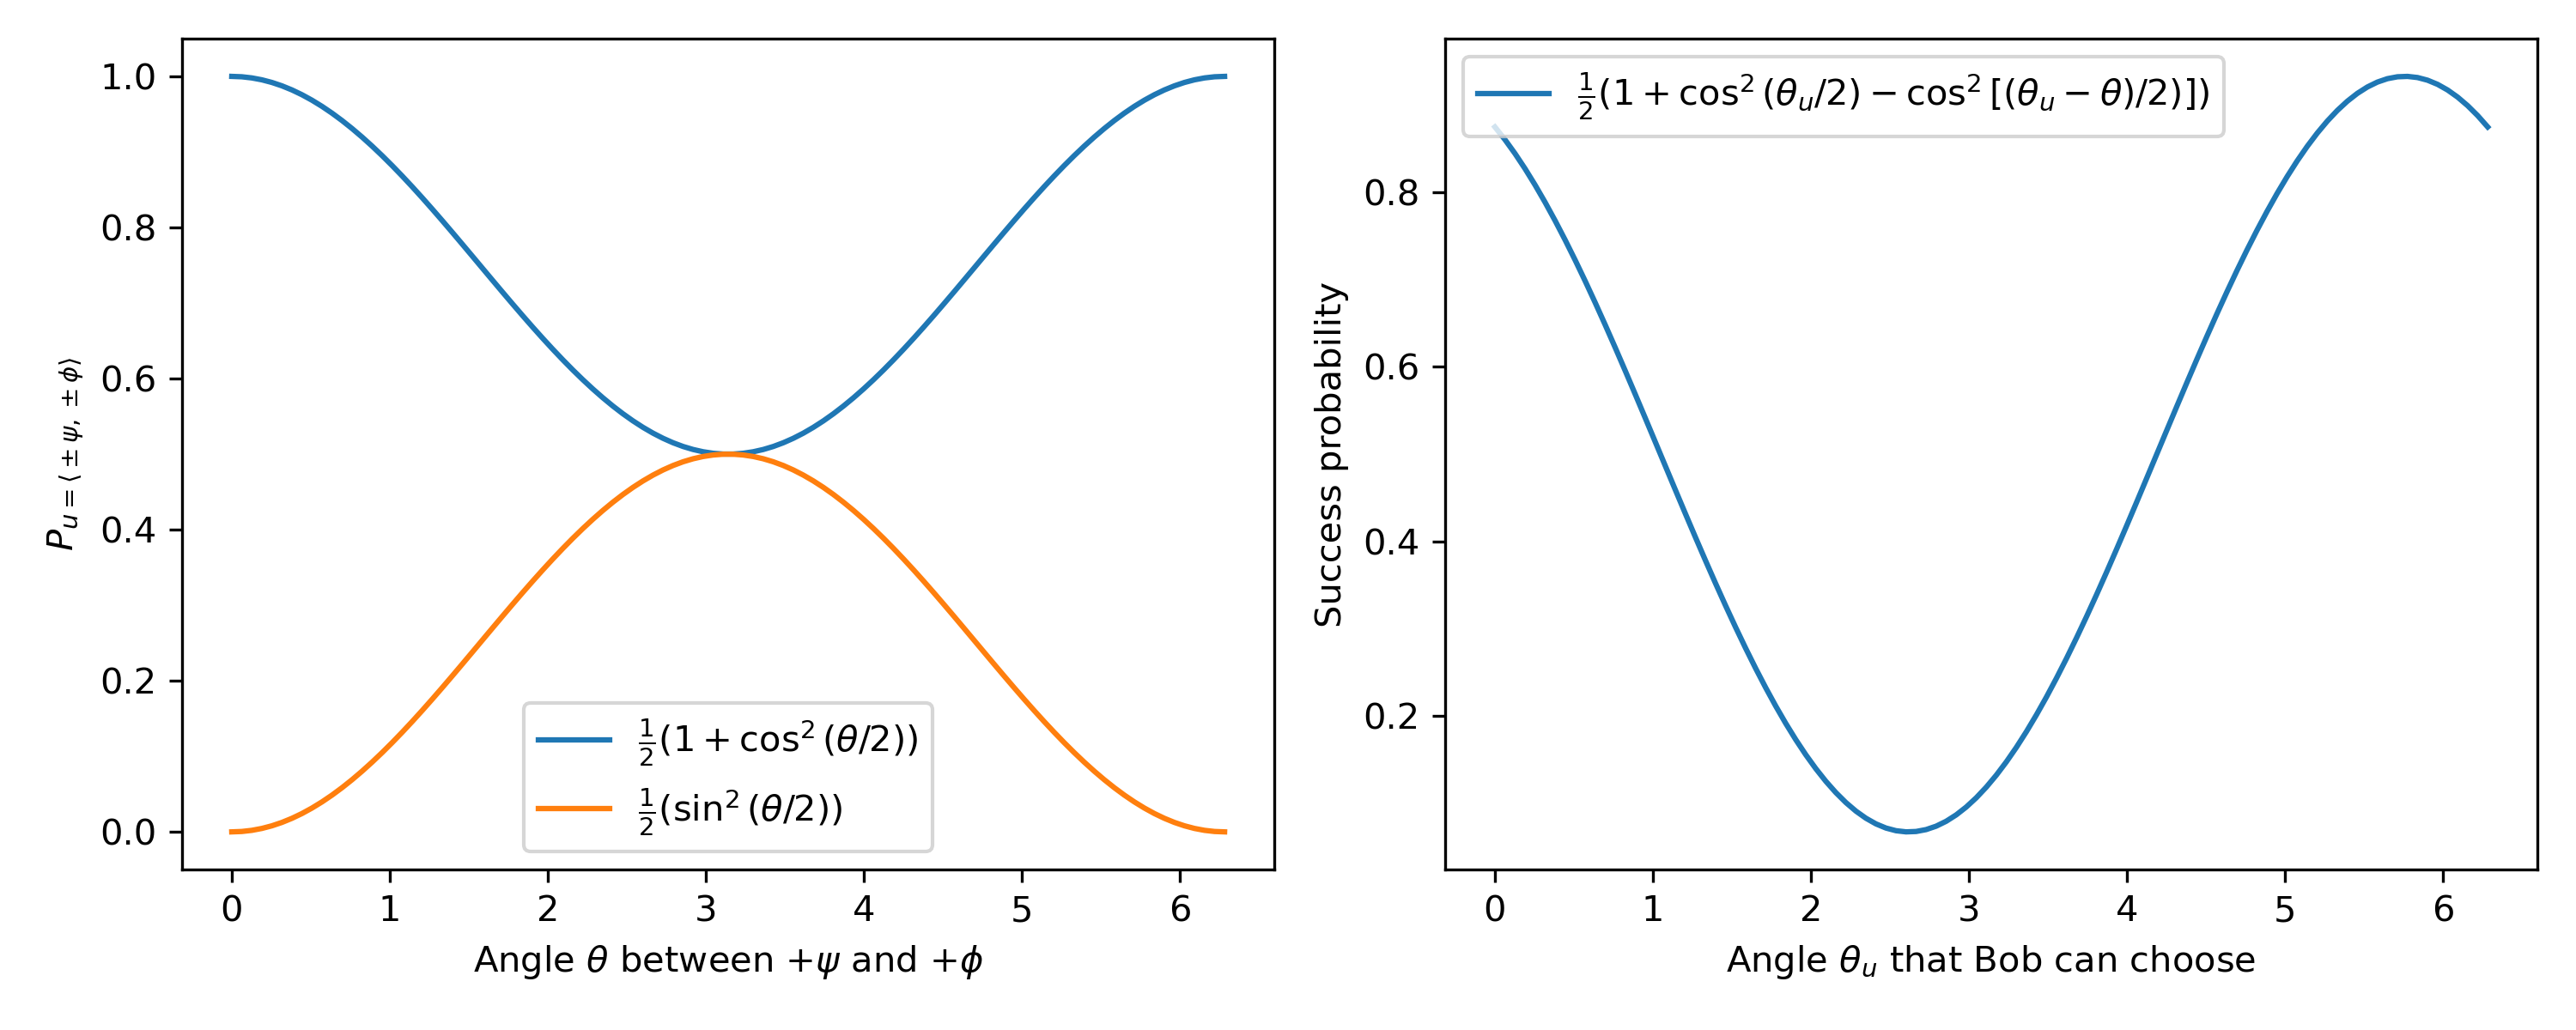 1.0
0.8
0.6
0.4
0.2
0.0
P_{u=⟨±ψ, ±ϕ⟩}
½(1 + cos²(θ/2))
½(sin²(θ/2))
0 1 2 3 4 5 6
Angle θ between +ψ and +ϕ
½(1 + cos²(θ_u/2) − cos²[(θ_u − θ)/2)])
0.8
0.6
0.4
0.2
Success probability
0 1 2 3 4 5 6
Angle θ_u that Bob can choose